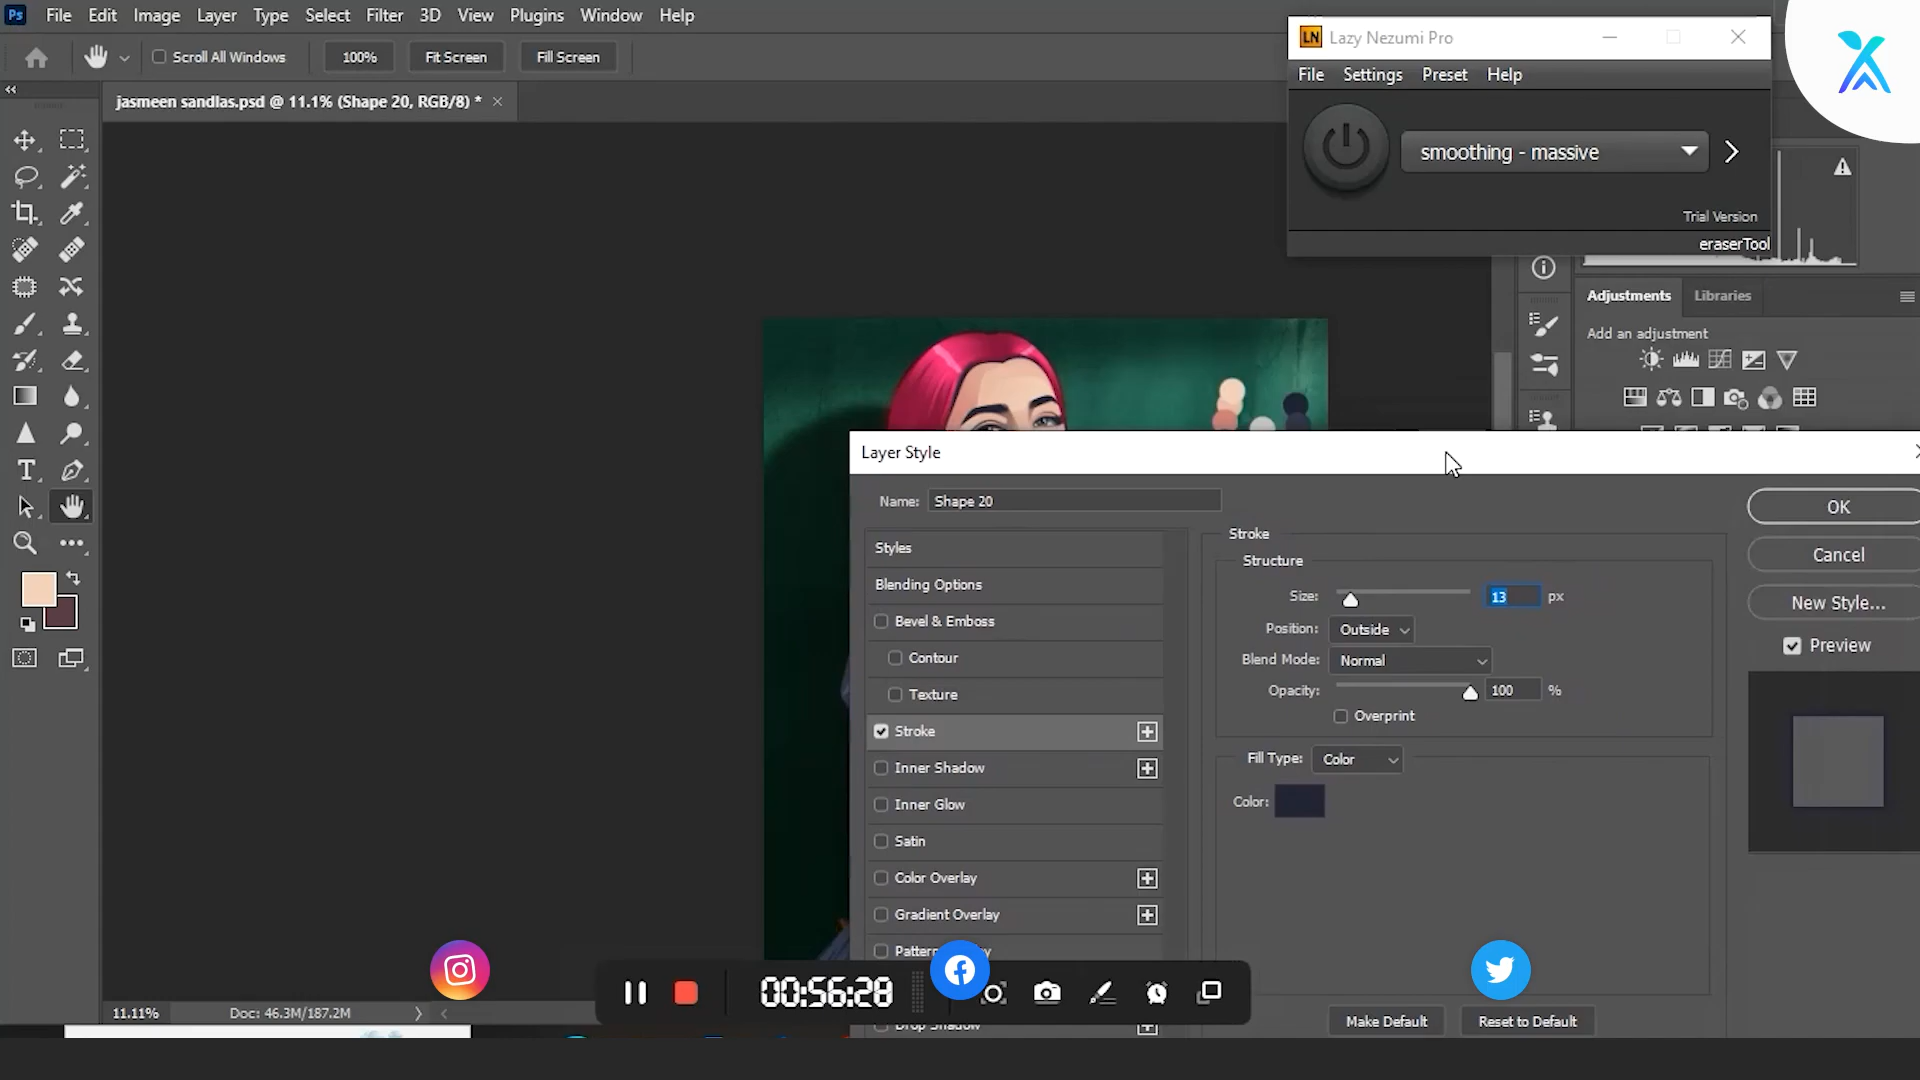 Ps File Edit Image Layer Type Select Filter 3D View Plugins Window Help
Scroll All Windows 100% Fit Screen Fill Screen
jasmeen sandlas.psd @ 11.1% (Shape 20, RGB/8) * ×
LN Lazy Nezumi Pro
File Settings Preset Help
smoothing - massive
Trial Version
eraserTool
Adjustments Libraries
Add an adjustment
Layer Style
Name: Shape 20
Styles
Blending Options
Bevel & Emboss
Contour
Texture
Stroke
Inner Shadow
Inner Glow
Satin
Color Overlay
Gradient Overlay
Stroke
Structure
Size: 13 px
Position: Outside
Blend Mode: Normal
Opacity: 100 %
Overprint
Fill Type: Color
Color:
Make Default Reset to Default
OK
Cancel
New Style...
Preview
00:56:28
11.11% Doc: 46.3M/187.2M
Drop Shadow